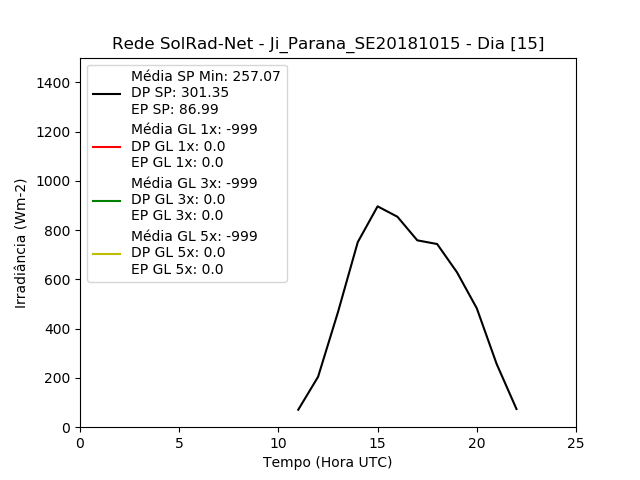 Rede SolRad-Net - Ji_Parana_SE20181015 - Dia [15]
Média SP Min: 257.07
DP SP: 301.35
EP SP: 86.99
Média GL 1x: -999
DP GL 1x: 0.0
EP GL 1x: 0.0
Média GL 3x: -999
DP GL 3x: 0.0
EP GL 3x: 0.0
Média GL 5x: -999
DP GL 5x: 0.0
EP GL 5x: 0.0
Irradiância (Wm-2)
1400
1200
1000
800
600
400
200
0
0 5 10 15 20 25
Tempo (Hora UTC)